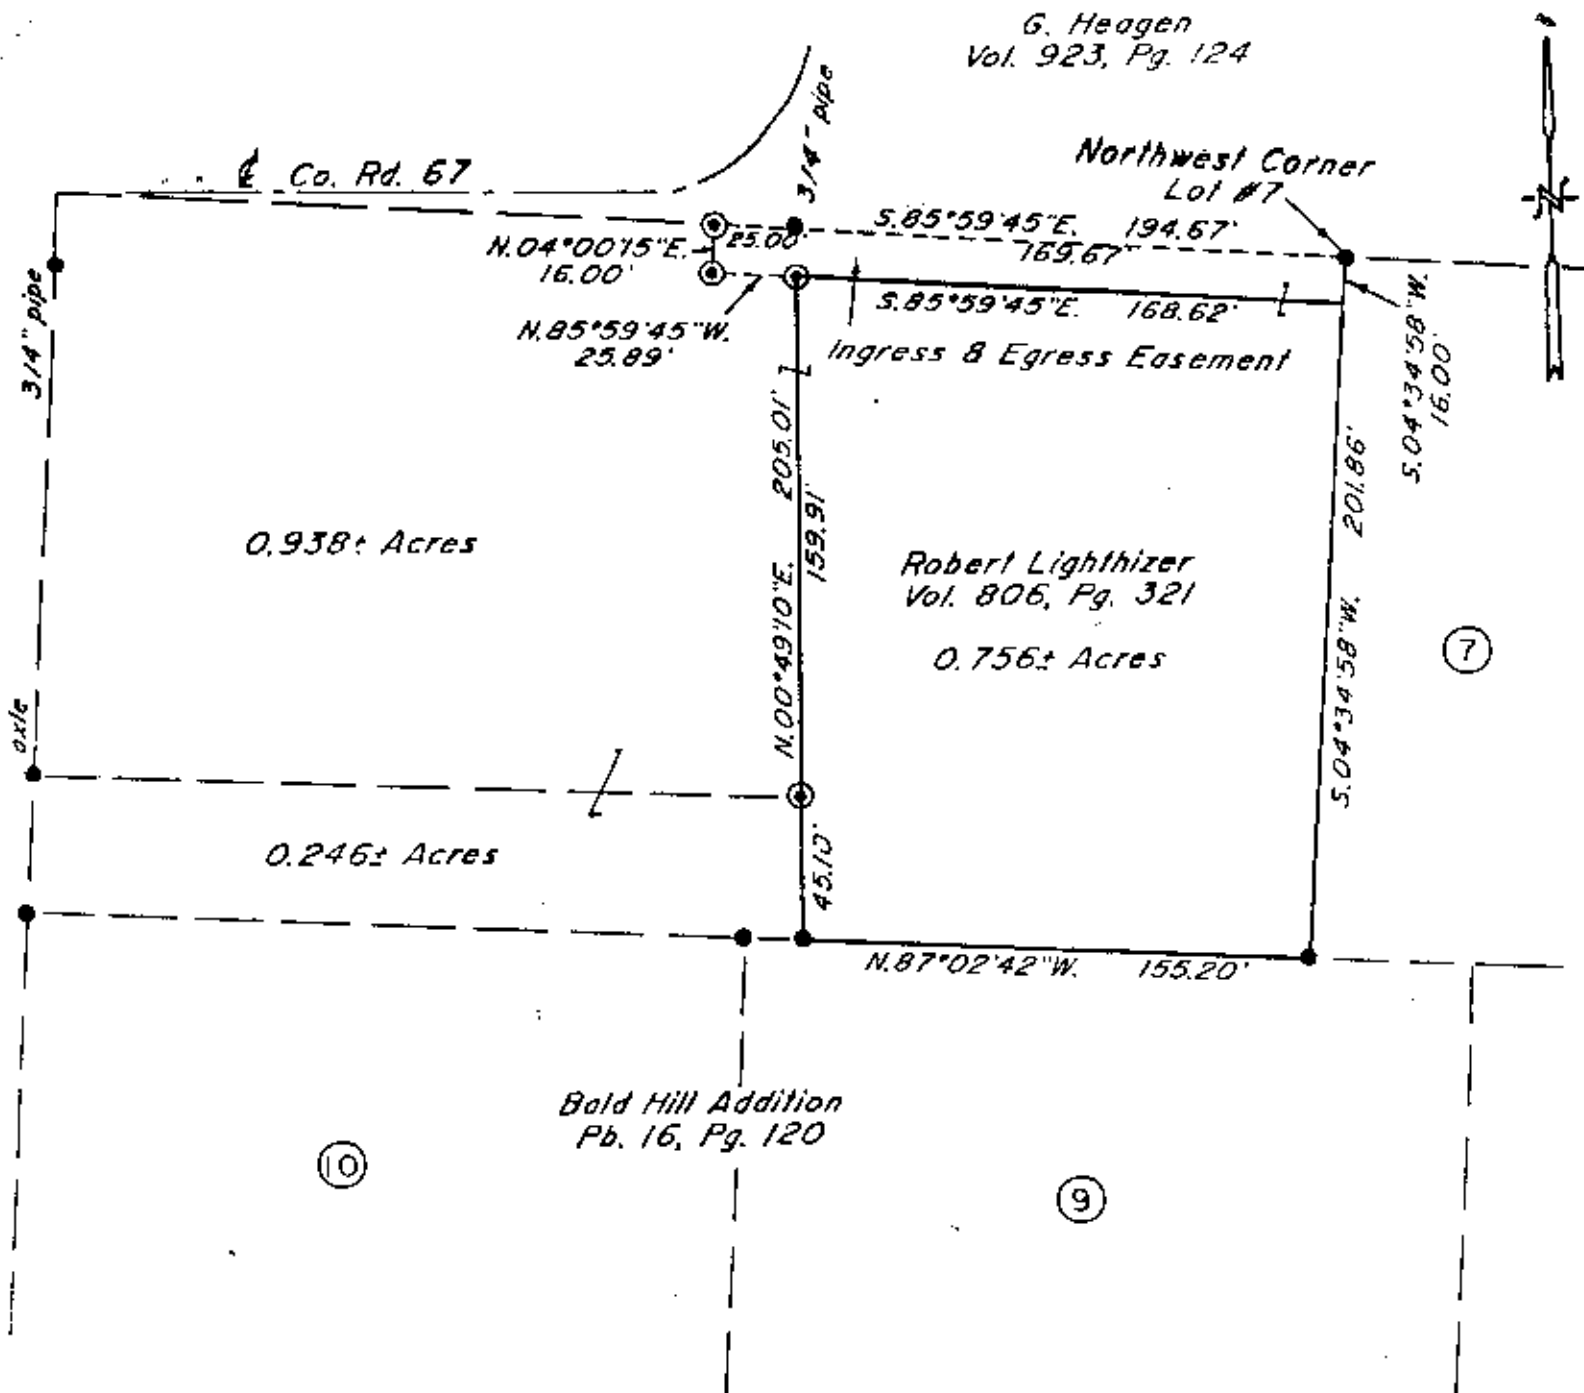 G. Heagen
Vol. 923, Pg. 124
3/4" pipe
Northwest Corner
Lot #7
℄ Co. Rd. 67
S.85°59'45"E. 194.67'
25.00'
169.67'
N.04°00'15"E.
16.00'
S.85°59'45"E. 168.62'
N.85°59'45"W.
25.89'
Ingress & Egress Easement
S.04°34'58"W.
16.00'
3/4" pipe
N.00°49'10"E. 205.01'
159.91'
S.04°34'58"W. 201.86'
0.938± Acres
Robert Lighthizer
Vol. 806, Pg. 321
0.756± Acres
7
axle
0.246± Acres
45.10'
N.87°02'42"W. 155.20'
Bald Hill Addition
Pb. 16, Pg. 120
10
9
N